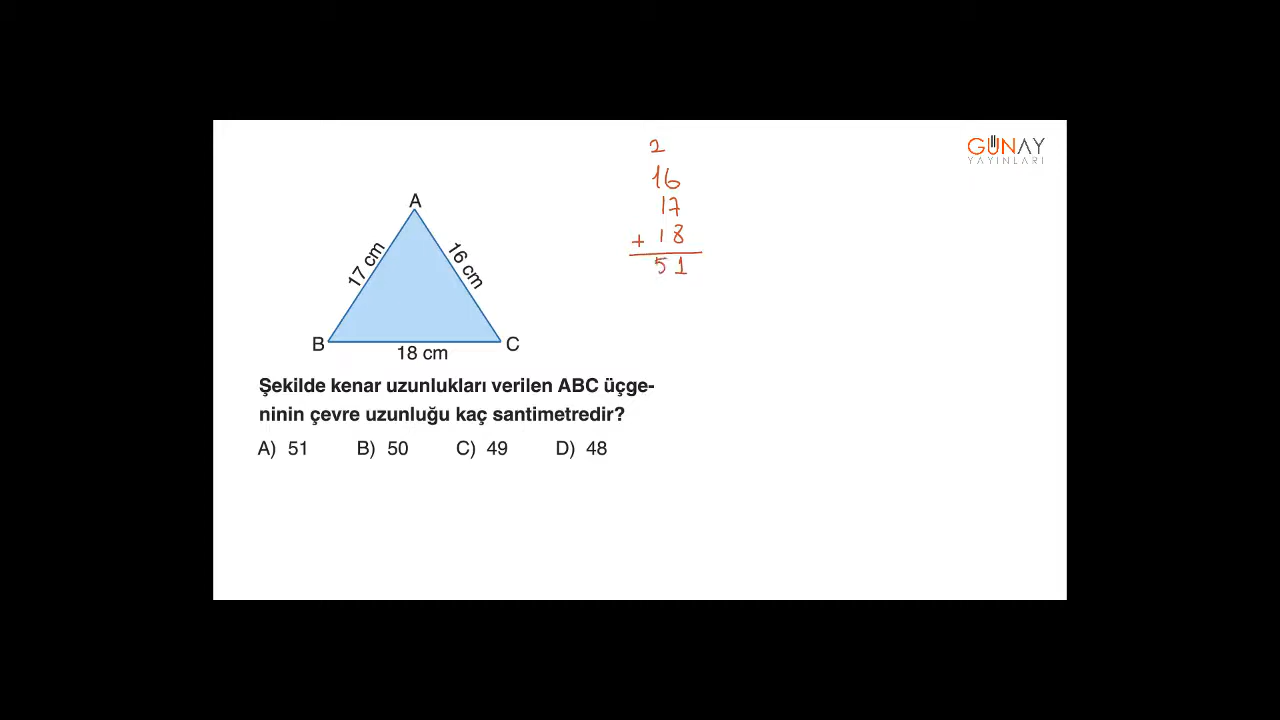 GÜNAY
YAYINLARI
2
16
17
+ 18
51
A
17 cm
16 cm
B
C
18 cm
Şekilde kenar uzunlukları verilen ABC üçge-
ninin çevre uzunluğu kaç santimetredir?
A) 51 B) 50 C) 49 D) 48